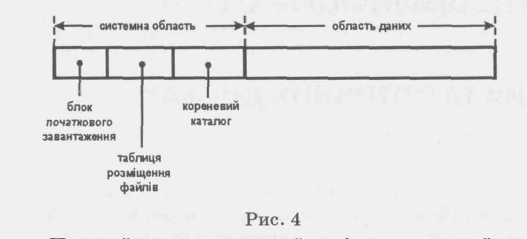 системна область
область даних
блок
початкового
завантаження
таблиця
розміщення
файлів
кореневий
каталог
Рис. 4